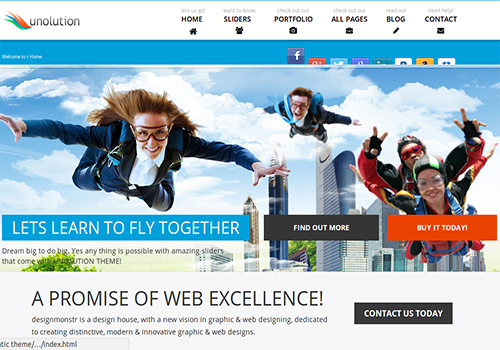 unolution
lets us go! want to know check out our check out our read our need help!
HOME SLIDERS PORTFOLIO ALL PAGES BLOG CONTACT
Welcome to > Home
LETS LEARN TO FLY TOGETHER
FIND OUT MORE
BUY IT TODAY!
Dream big to do big, Yes any thing is possible with amazing sliders
that come with UNOLUTION THEME!
A PROMISE OF WEB EXCELLENCE!
designmonstr is a design house, with a new vision in graphic & web designing, dedicated
to creating distinctive, modern & innovative graphic & web designs.
CONTACT US TODAY
atic theme/.../index.html